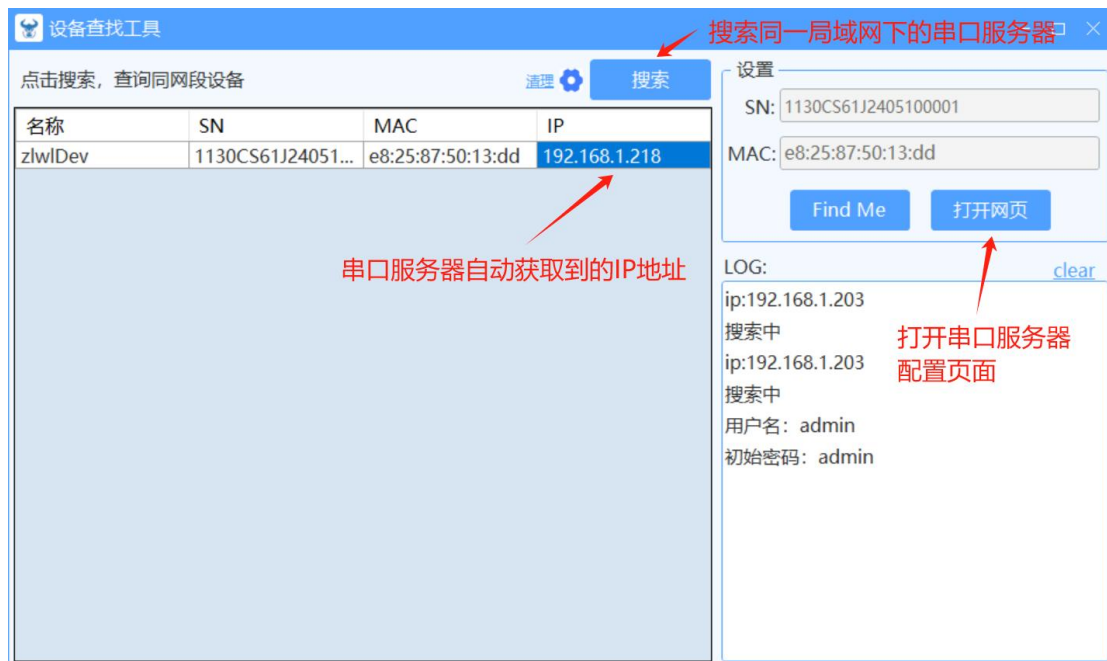 设备查找工具
搜索同一局域网下的串口服务器
点击搜索，查询同网段设备
清理
搜索
名称 SN MAC IP
zlwlDev 1130CS61J24051... e8:25:87:50:13:dd 192.168.1.218
串口服务器自动获取到的IP地址
设置
SN: 1130CS61J2405100001
MAC: e8:25:87:50:13:dd
Find Me
打开网页
LOG:
clear
ip:192.168.1.203
搜索中
ip:192.168.1.203
搜索中
用户名：admin
初始密码：admin
打开串口服务器
配置页面